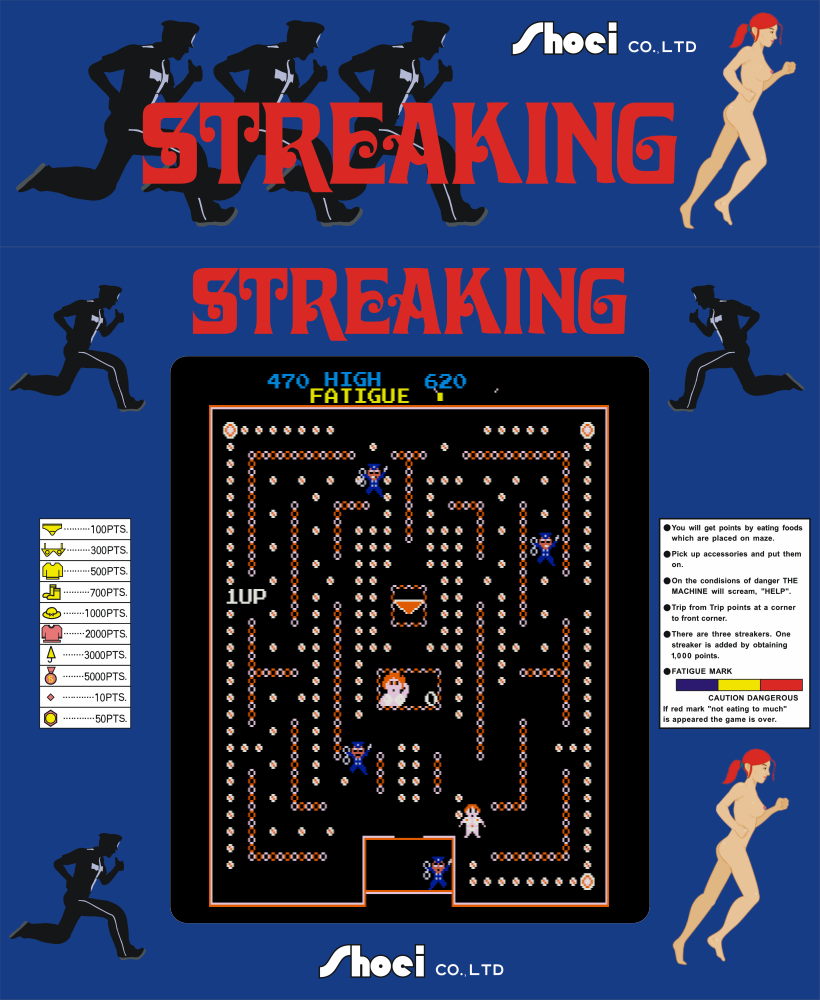 Shoei CO.,LTD
STREAKING
STREAKING
470 HIGH 620
FATIGUE
1UP
0
..........100PTS.
..........300PTS.
..........500PTS.
..........700PTS.
.........1000PTS.
........2000PTS.
.........3000PTS.
.........5000PTS.
............10PTS.
...........50PTS.
●You will get points by eating foods
which are placed on maze.
●Pick up accessories and put them
on.
●On the condisions of danger THE
MACHINE will scream, "HELP".
●Trip from Trip points at a corner
to front corner.
●There are three streakers. One
streaker is added by obtaining
1,000 points.
●FATIGUE MARK
CAUTION DANGEROUS
If red mark "not eating to much"
is appeared the game is over.
Shoei CO.,LTD